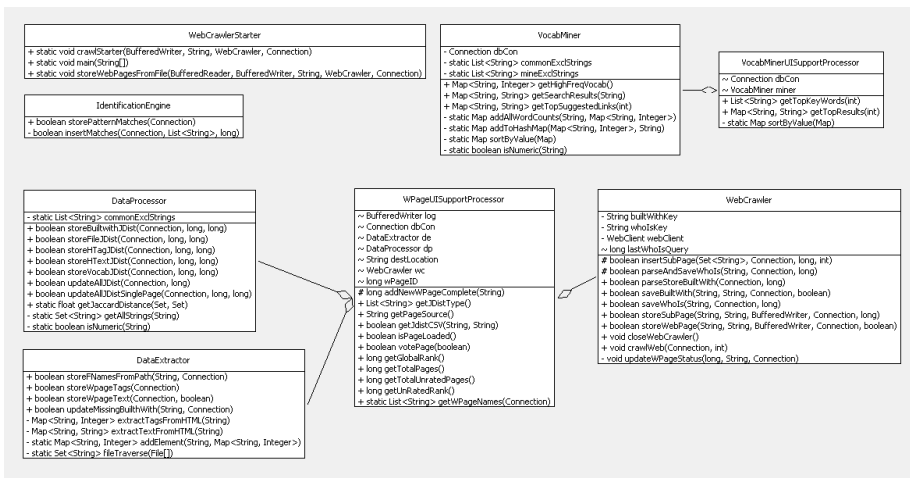 WebCrawlerStarter
+ static void crawlStarter(BufferedWriter, String, WebCrawler, Connection)
+ static void main(String[])
+ static void storeWebPagesFromFile(BufferedReader, BufferedWriter, String, WebCrawler, Connection)
IdentificationEngine
+ boolean storePatternMatches(Connection)
- boolean insertMatches(Connection, List<String>, long)
VocabMiner
- Connection dbCon
- static List<String> commonExclStrings
- static List<String> mineExclStrings
+ Map<String, Integer> getHighFreqVocab()
+ Map<String, String> getSearchResults(String)
+ Map<String, String> getTopSuggestedLinks(int)
- static Map addAllWordCounts(String, Map<String, Integer>)
- static Map addToHashMap(Map<String, Integer>, String)
- static Map sortByValue(Map)
- static boolean isNumeric(String)
VocabMinerUISupportProcessor
~ Connection dbCon
~ VocabMiner miner
+ List<String> getTopKeyWords(int)
+ Map<String, String> getTopResults(int)
- static Map sortByValue(Map)
DataProcessor
- static List<String> commonExclStrings
+ boolean storeBuiltwithJDist(Connection, long, long)
+ boolean storeFileJDist(Connection, long, long)
+ boolean storeHTagJDist(Connection, long, long)
+ boolean storeHTextJDist(Connection, long, long)
+ boolean storeVocabJDist(Connection, long, long)
+ boolean updateAllJDist(Connection)
+ boolean updateAllJDistSinglePage(Connection, long, long)
+ static float getJaccardDistance(Set, Set)
- static Set<String> getAllStrings(String)
- static boolean isNumeric(String)
DataExtractor
+ boolean storeFNamesFromPath(String, Connection)
+ boolean storeWpageTags(Connection)
+ boolean storeWpageText(Connection, boolean)
+ boolean updateMissingBuilthWith(String, Connection)
- Map<String, Integer> extractTagsFromHTML(String)
- Map<String, String> extractTextFromHTML(String)
- static Map<String, Integer> addElement(String, Map<String, Integer>)
- static Set<String> fileTraverse(File[])
WPageUISupportProcessor
~ BufferedWriter log
~ Connection dbCon
~ DataExtractor de
~ DataProcessor dp
~ String destLocation
~ WebCrawler wc
~ long wPageID
# long addNewWPageComplete(String)
+ List<String> getJDistType()
+ String getPageSource()
+ boolean getJdistCSV(String, String)
+ boolean isPageLoaded()
+ boolean votePage(boolean)
+ long getGlobalRank()
+ long getTotalPages()
+ long getTotalUnratedPages()
+ long getUnRatedRank()
+ static List<String> getWPageNames(Connection)
WebCrawler
- String builtWithKey
- String whoIsKey
- WebClient webClient
~ long lastWhoIsQuery
# boolean insertSubPage(Set<String>, Connection, long, int)
# boolean parseAndSaveWhoIs(String, Connection, long)
+ boolean parseStoreBuiltWith(Connection, long)
+ boolean saveBuiltWith(String, String, Connection, boolean)
+ boolean saveWhoIs(String, Connection, long)
+ boolean storeSubPage(String, String, BufferedWriter, Connection, long)
+ boolean storeWebPage(String, String, BufferedWriter, Connection, boolean)
+ void closeWebCrawler()
+ void crawlWeb(Connection, int)
- void updateWPageStatus(long, String, Connection)